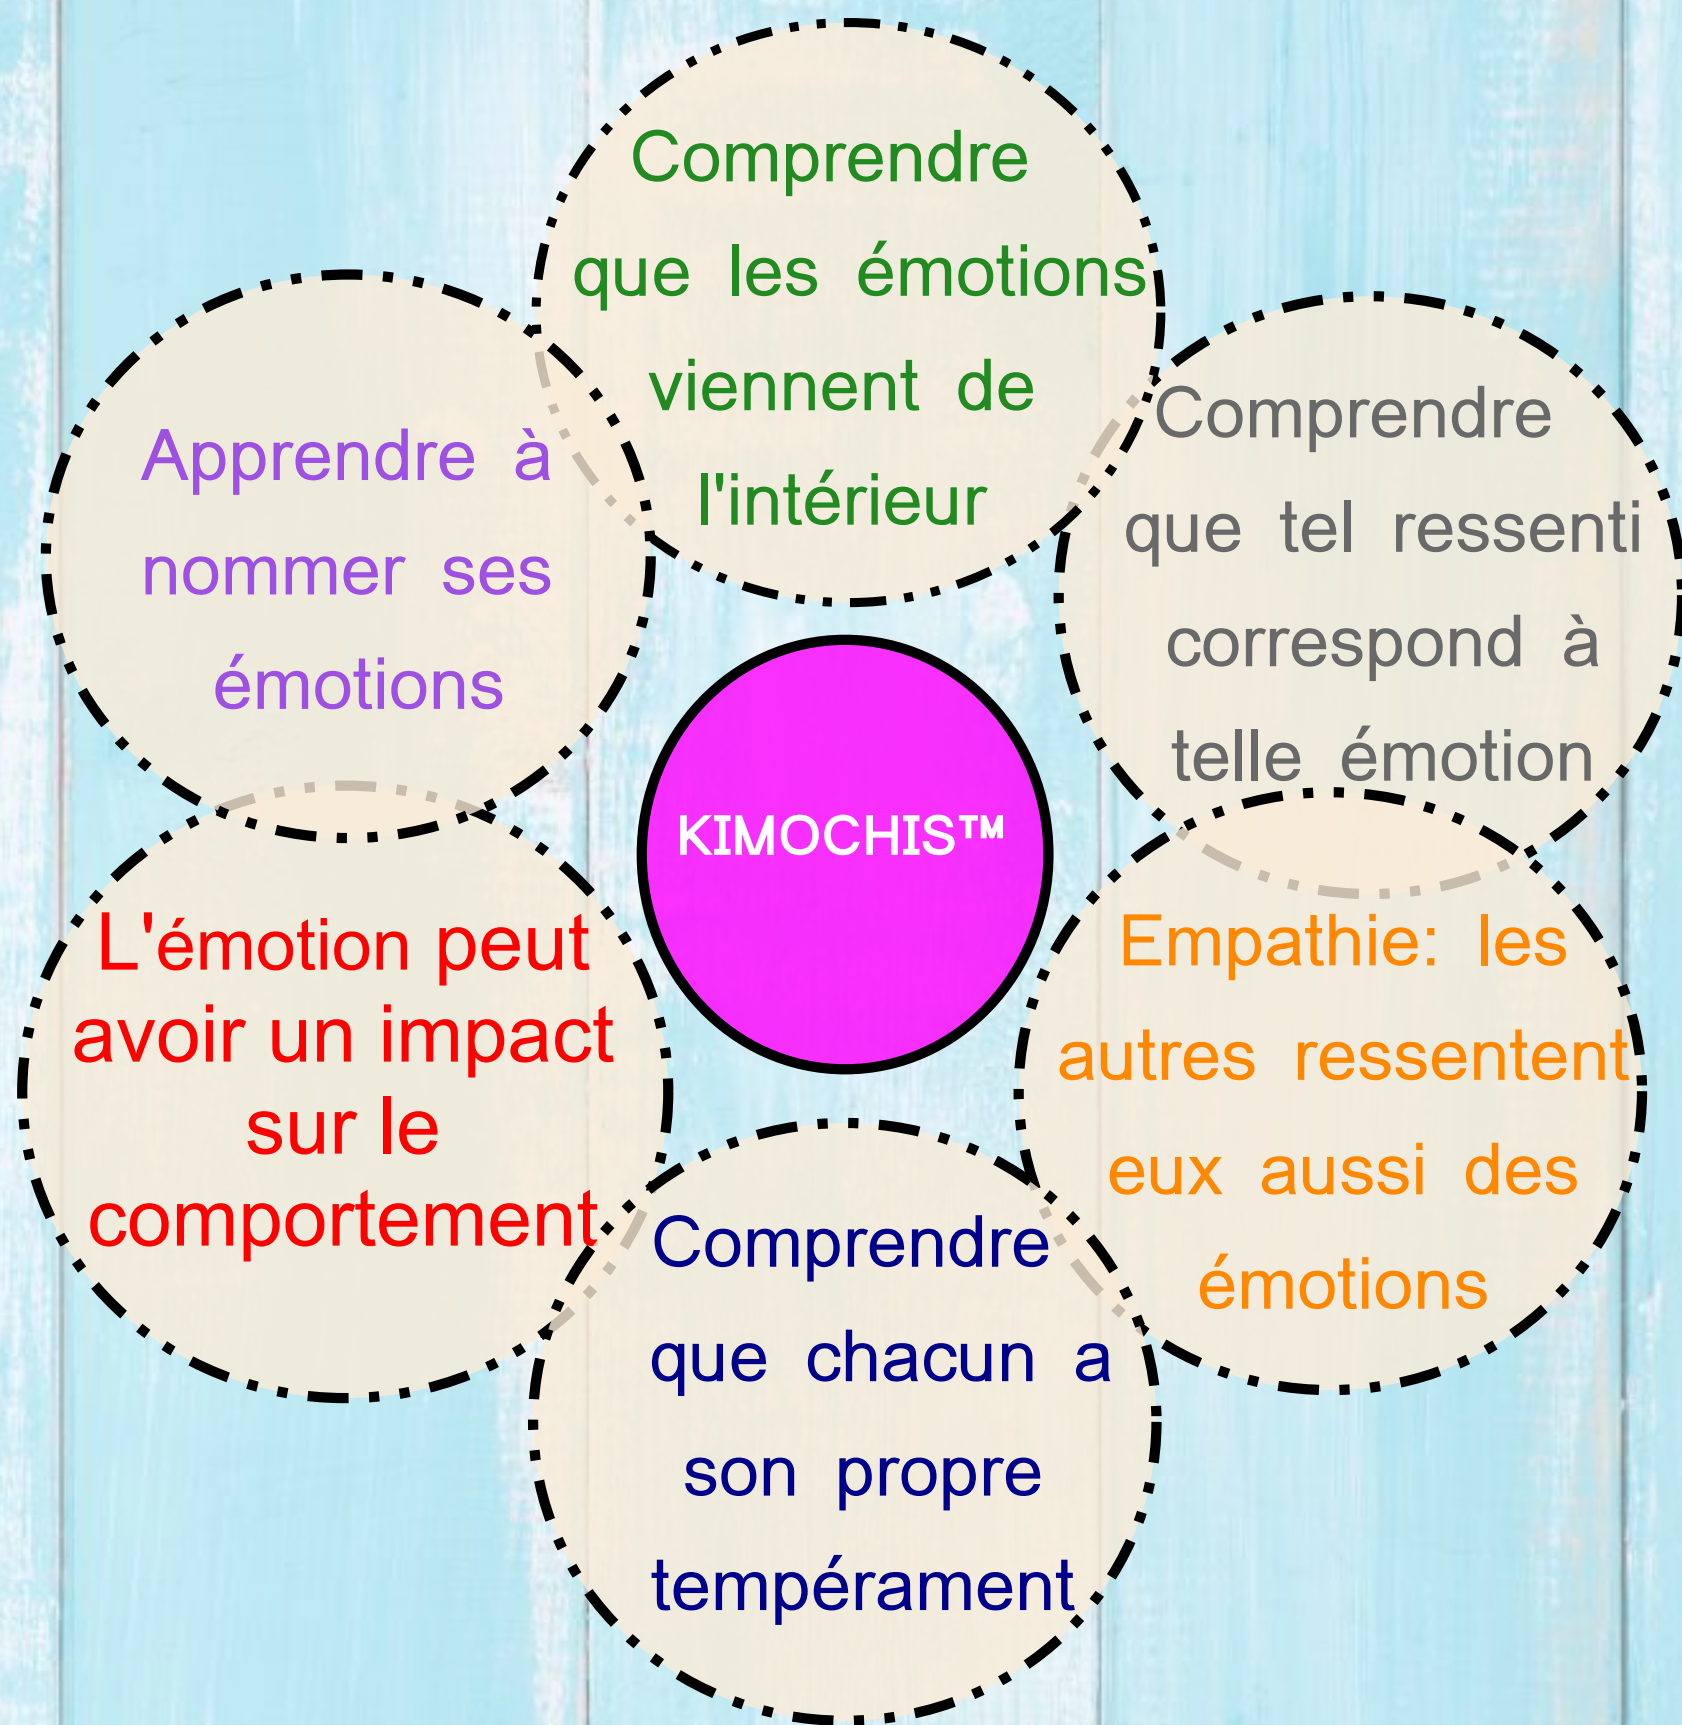 Comprendre
que les émotions
viennent de
l'intérieur
Comprendre
que tel ressenti
correspond à
telle émotion
Empathie: les
autres ressentent
eux aussi des
émotions
Comprendre
que chacun a
son propre
tempérament
L'émotion peut
avoir un impact
sur le
comportement
Apprendre à
nommer ses
émotions
KIMOCHIS™